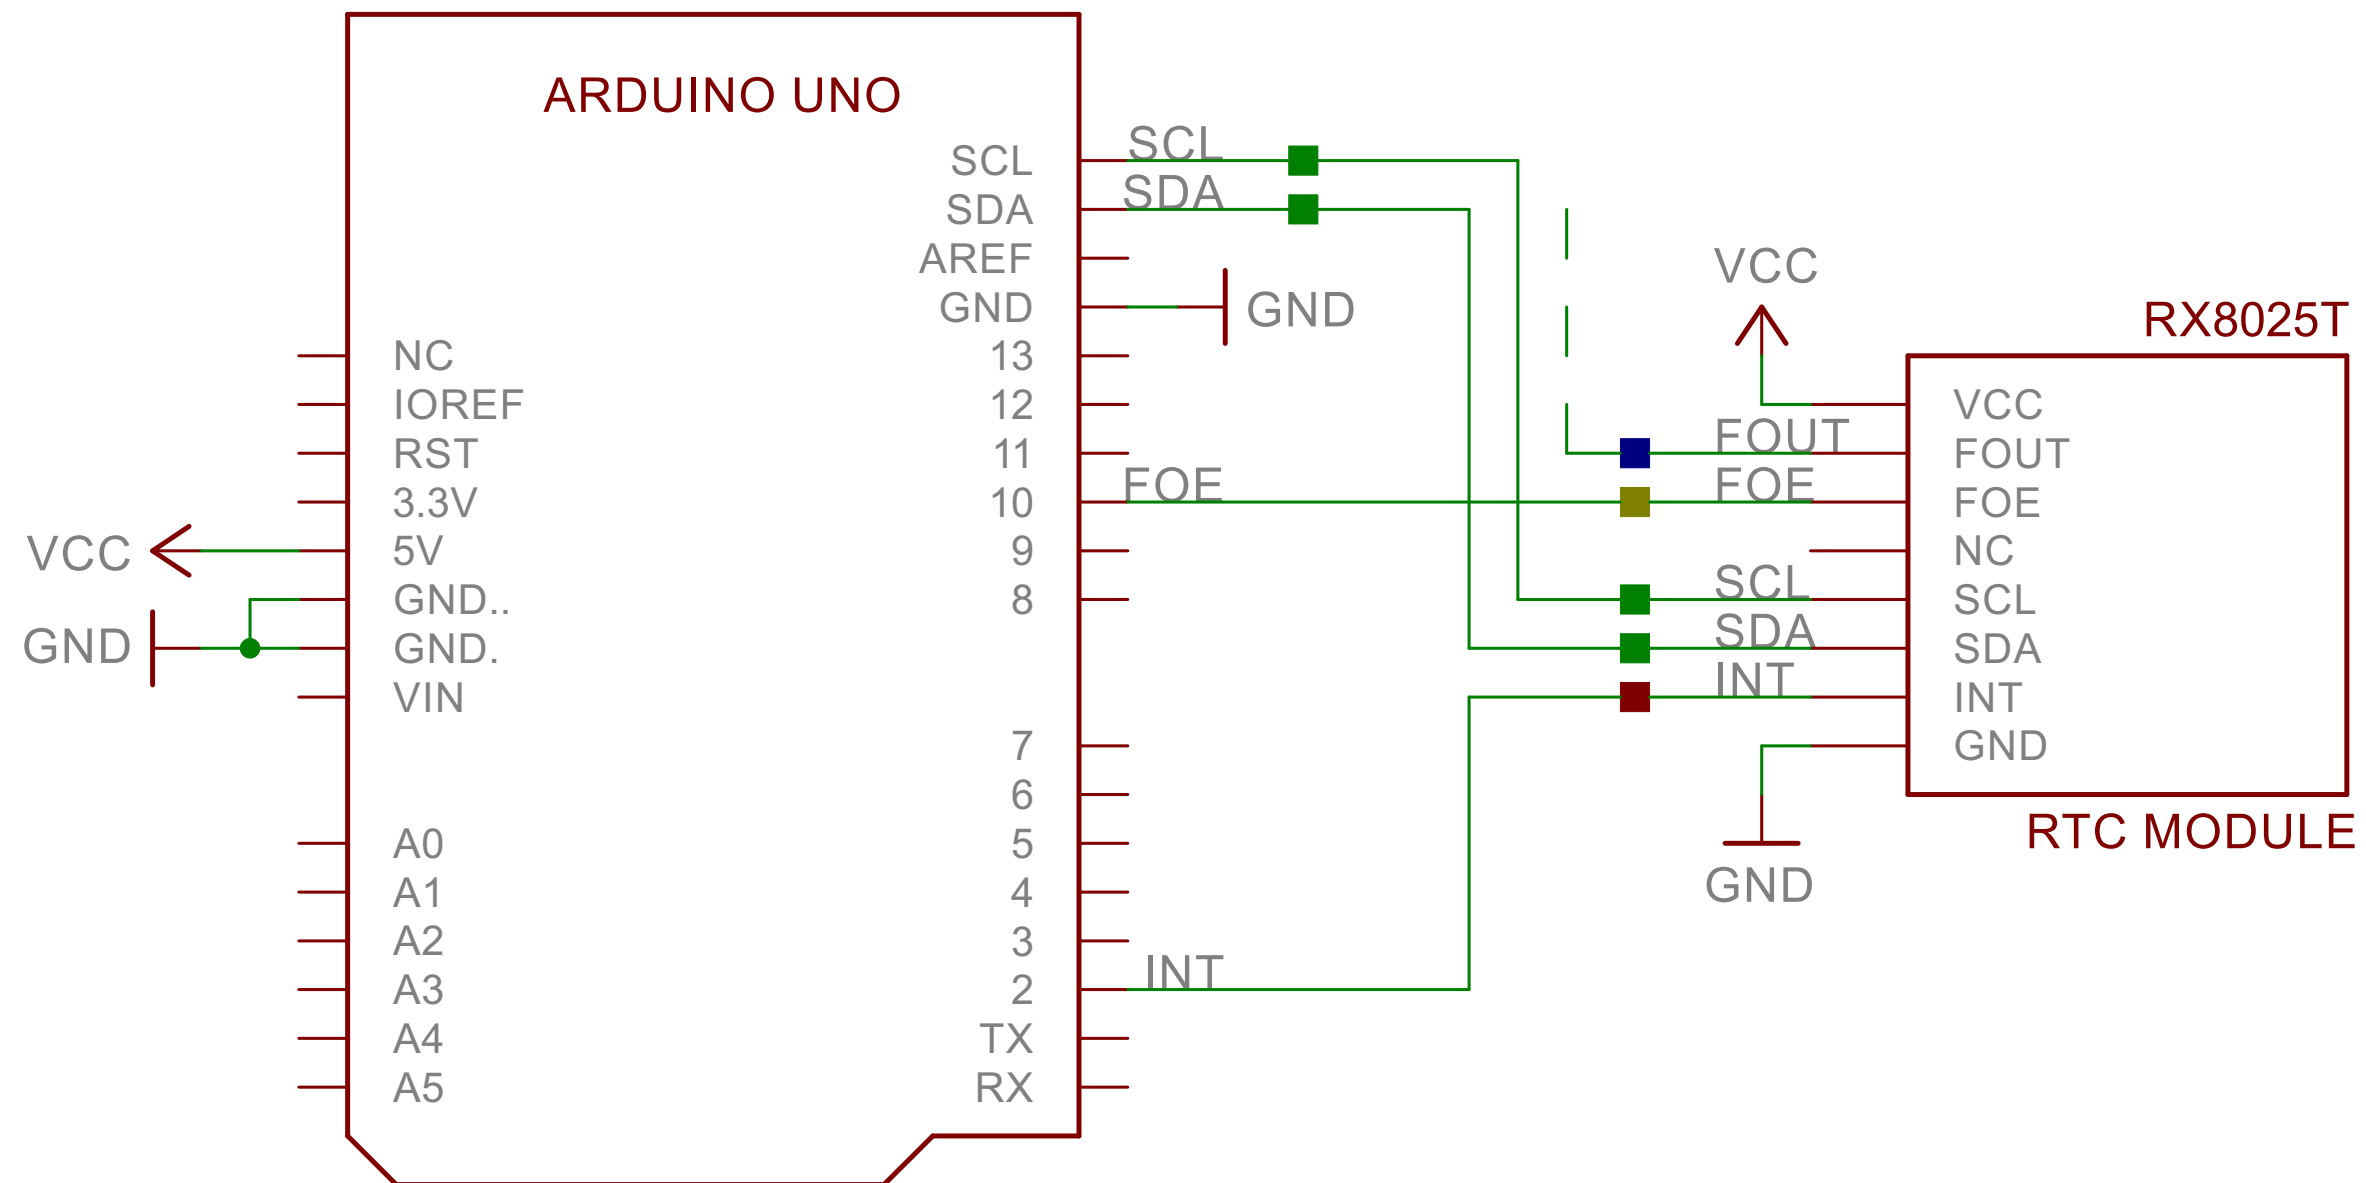 ARDUINO UNO
SCL
SDA
AREF
GND
13
12
11
10
9
8
7
6
5
4
3
2
TX
RX
NC
IOREF
RST
3.3V
5V
GND..
GND.
VIN
A0
A1
A2
A3
A4
A5
VCC
GND
SCL
SDA
GND
FOE
INT
VCC
FOUT
FOE
SCL
SDA
INT
GND
RX8025T
VCC
FOUT
FOE
NC
SCL
SDA
INT
GND
RTC MODULE